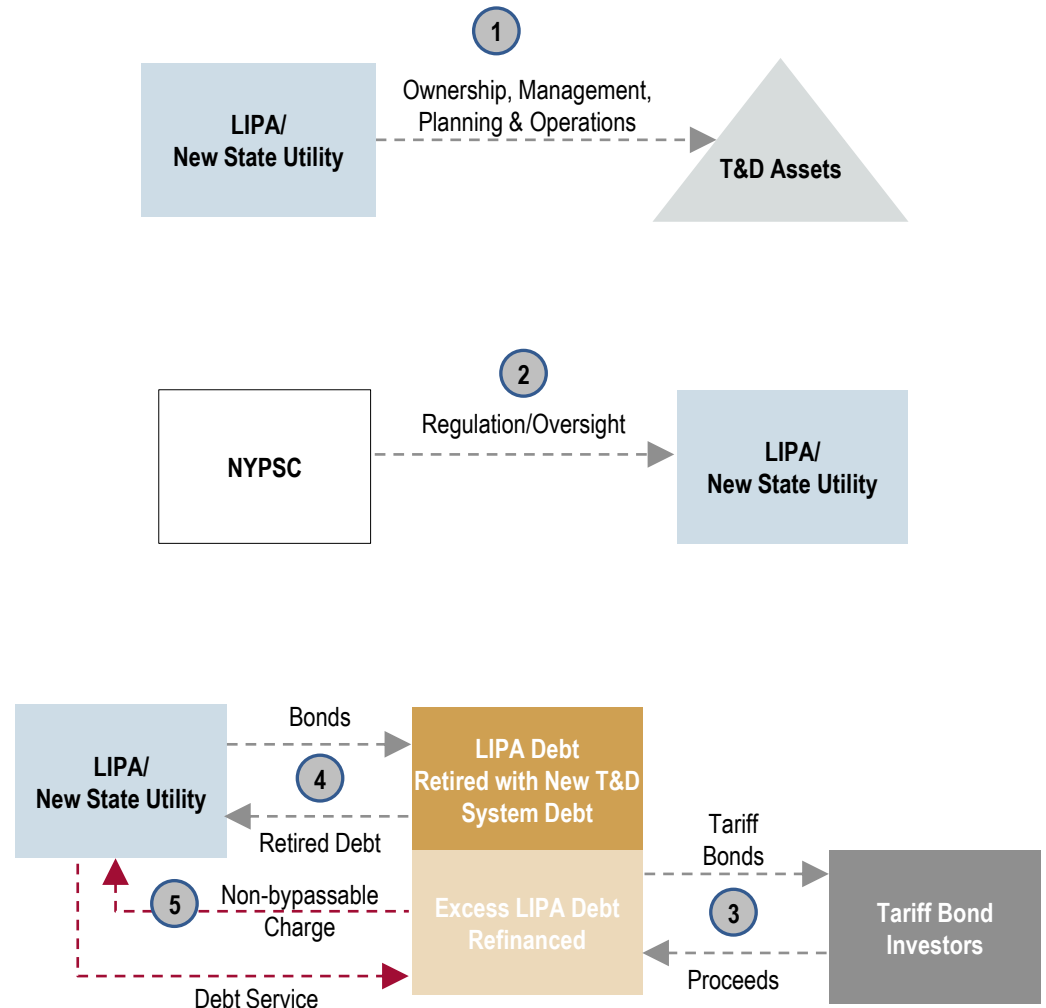 1
Ownership, Management,
Planning & Operations
LIPA/
New State Utility
T&D Assets
2
Regulation/Oversight
NYPSC
LIPA/
New State Utility
Bonds
LIPA/
New State Utility
4
Retired Debt
LIPA Debt
Retired with New T&D
System Debt
Tariff
Bonds
5
Non-bypassable
Charge
Excess LIPA Debt
Refinanced
3
Tariff Bond
Investors
Proceeds
Debt Service